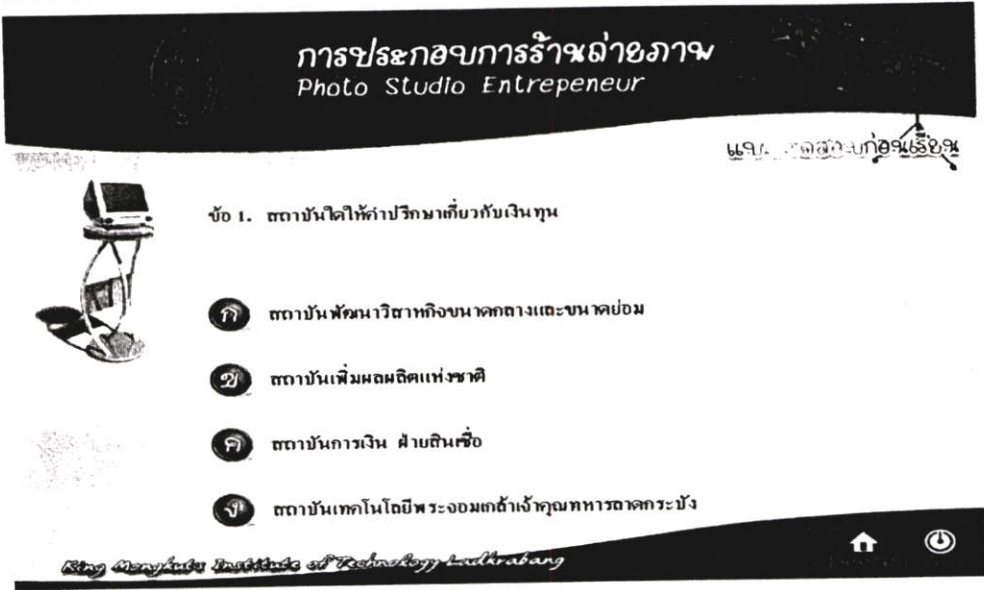 การประกอบการร้านถ่ายภาพ
Photo Studio Entrepeneur
ก่อนเรียน
ข้อ 1. สถาบันใดให้คำปรึกษาเกี่ยวกับเงินทุน
ก สถาบันพัฒนาวิสาหกิจขนาดกลางและขนาดย่อม
ข สถาบันเพิ่มผลผลิตแห่งชาติ
ค สถาบันการเงิน ฝ่ายสินเชื่อ
ง สถาบันเทคโนโลยีพระจอมเกล้าเจ้าคุณทหารลาดกระบัง
King Mongkuts Institute of Technology Ladkrabang